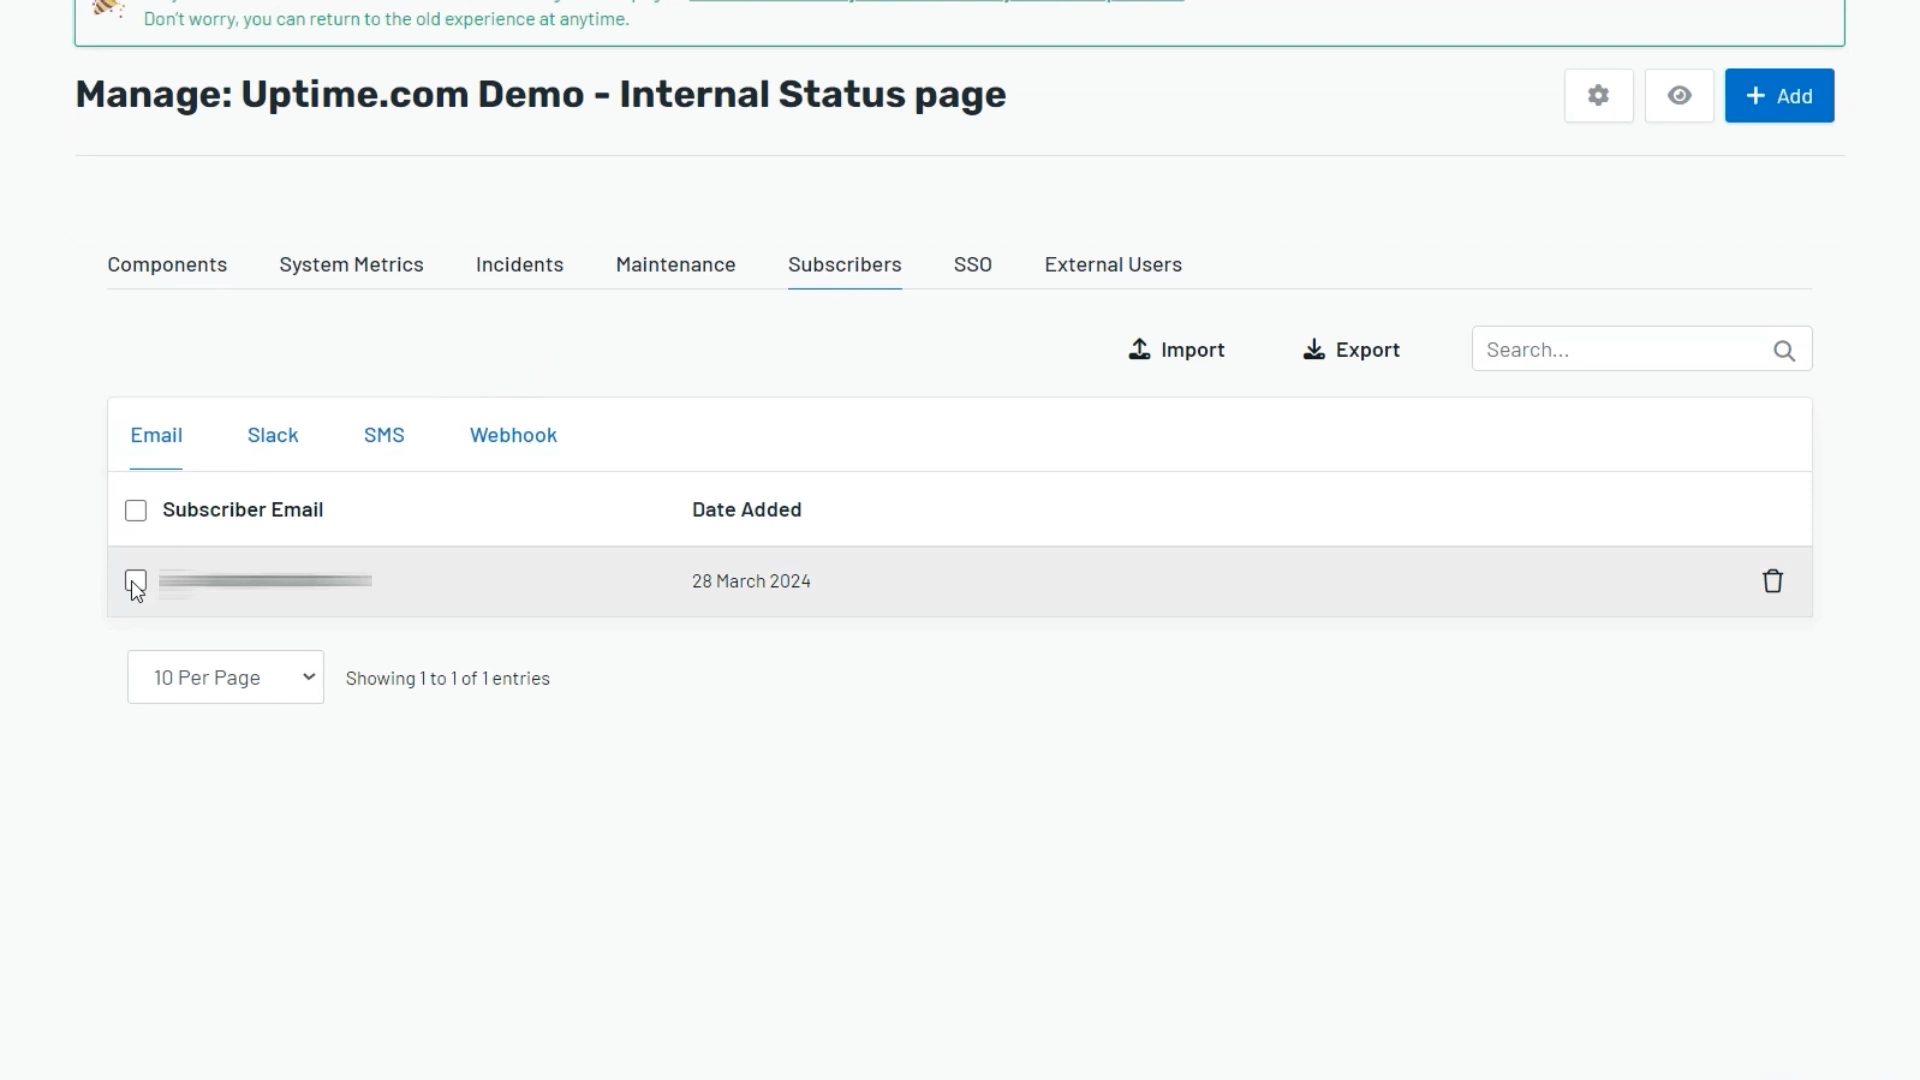 Don't worry, you can return to the old experience at anytime.
Manage: Uptime.com Demo - Internal Status page
Add
Components System Metrics Incidents Maintenance Subscribers SSO External Users
Import Export Search...
Email Slack SMS Webhook
Subscriber Email Date Added
28 March 2024
10 Per Page Showing 1 to 1 of 1 entries